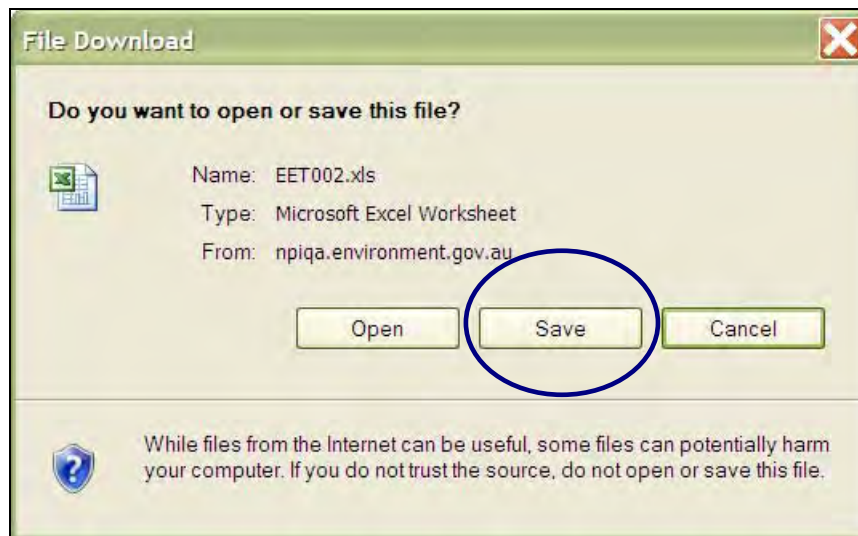 File Download
Do you want to open or save this file?
Name: EET002.xls
Type: Microsoft Excel Worksheet
From: npiqa.environment.gov.au
Open Save Cancel
While files from the Internet can be useful, some files can potentially harm
your computer. If you do not trust the source, do not open or save this file.